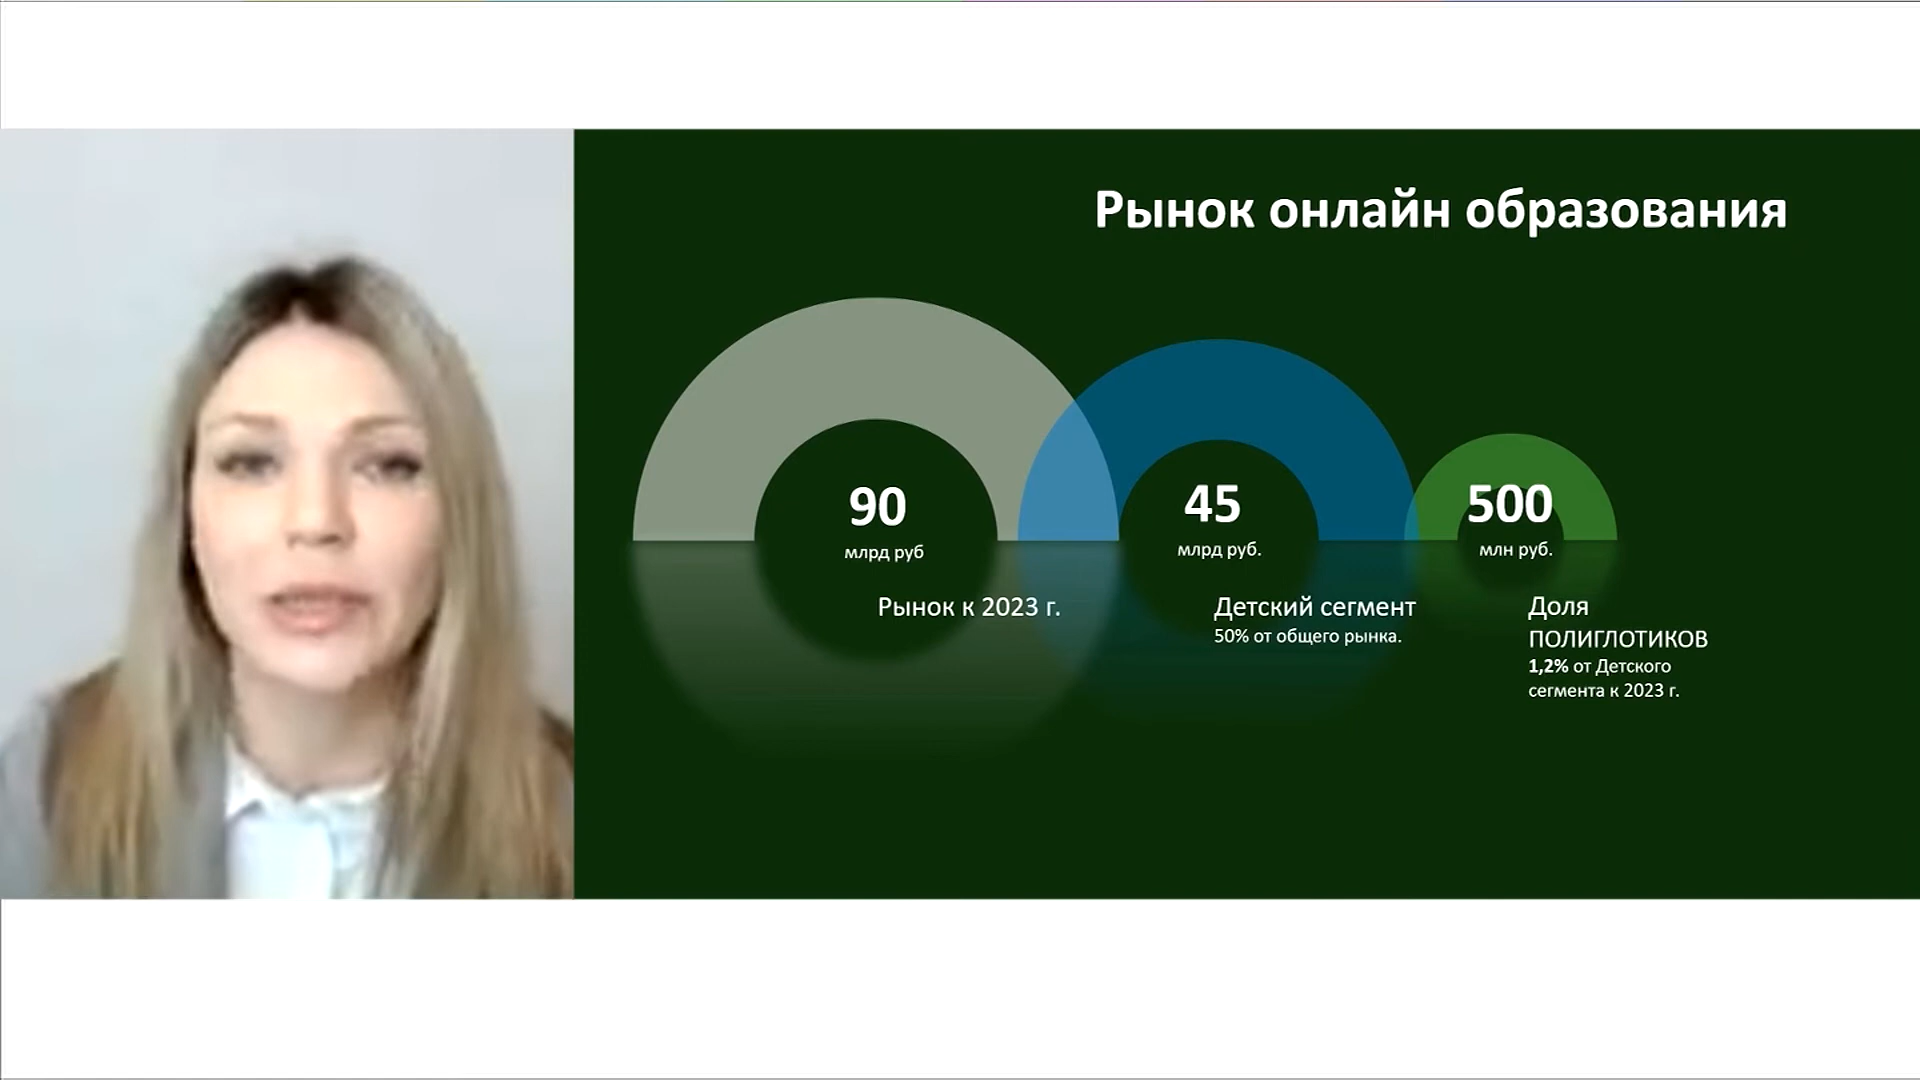 Рынок онлайн образования
90
млрд руб
Рынок к 2023 г.
45
млрд руб.
Детский сегмент
50% от общего рынка.
500
млн руб.
Доля
ПОЛИГЛОТИКОВ
1,2% от Детского
сегмента к 2023 г.